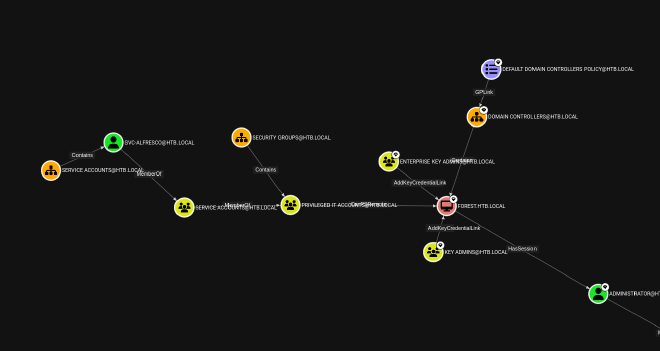 DEFAULT DOMAIN CONTROLLERS POLICY@HTB.LOCAL
GPLink
DOMAIN CONTROLLERS@HTB.LOCAL
SVC-ALFRESCO@HTB.LOCAL
SECURITY GROUPS@HTB.LOCAL
Contains
ENTERPRISE KEY ADMINS@HTB.LOCAL
SERVICE ACCOUNTS@HTB.LOCAL
MemberOf
Contains
AddKeyCredentialLink
SERVICE ACCOUNTS@HTB.LOCAL
MemberOf
PRIVILEGED IT ACCOUNTS@HTB.LOCAL
FOREST.HTB.LOCAL
AddKeyCredentialLink
KEY ADMINS@HTB.LOCAL
HasSession
ADMINISTRATOR@HT